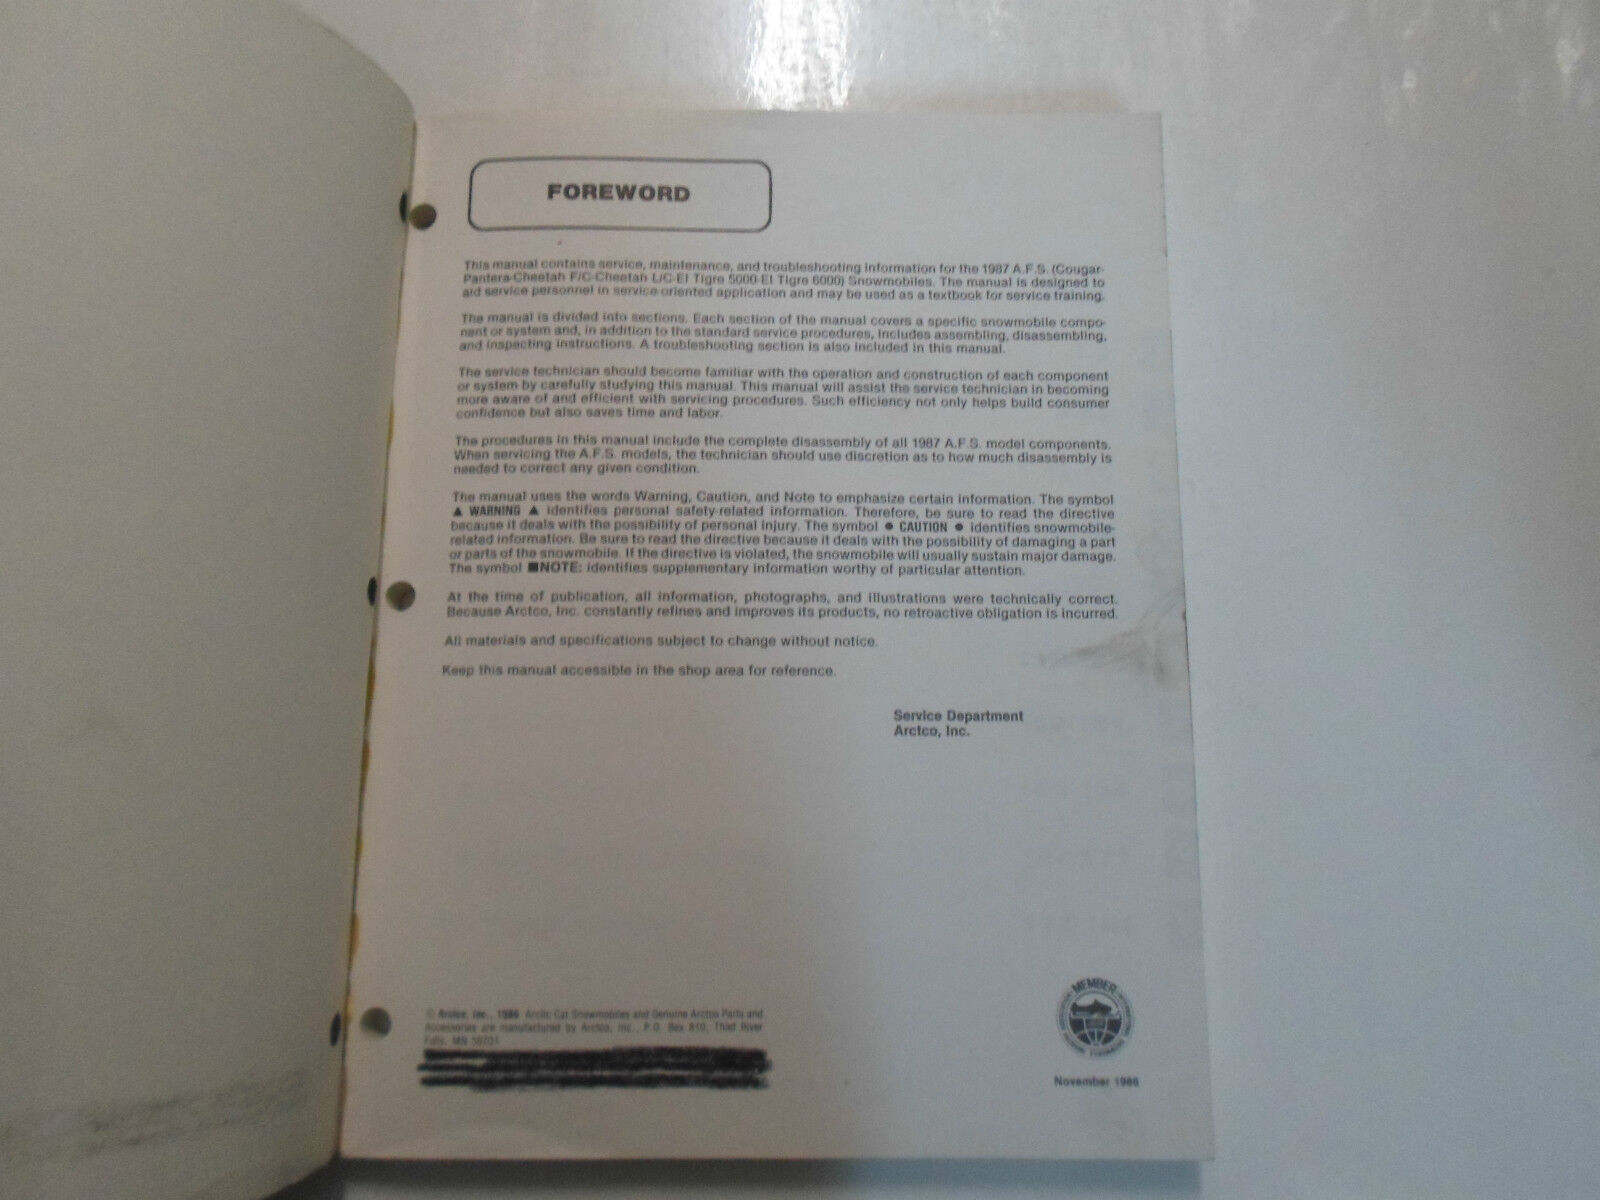 FOREWORD
This manual contains service, maintenance, and troubleshooting information for the 1987 A.F.S. (Cougar-
Pantera-Cheetah F/C-Cheetah L/C-El Tigre 5000-El Tigre 6000) Snowmobiles. The manual is designed to
aid service personnel in service-oriented application and may be used as a textbook for service training.
The manual is divided into sections. Each section of the manual covers a specific snowmobile compo-
nent or system and, in addition to the standard service procedures, includes assembling, disassembling,
and inspecting instructions. A troubleshooting section is also included in this manual.
The service technician should become familiar with the operation and construction of each component
or system by carefully studying this manual. This manual will assist the service technician in becoming
more aware of and efficient with servicing procedures. Such efficiency not only helps build consumer
confidence but also saves time and labor.
The procedures in this manual include the complete disassembly of all 1987 A.F.S. model components.
When servicing the A.F.S. models, the technician should use discretion as to how much disassembly is
needed to correct any given condition.
The manual uses the words Warning, Caution, and Note to emphasize certain information. The symbol
▲ WARNING ▲ identifies personal safety-related information. Therefore, be sure to read the directive
because it deals with the possibility of personal injury. The symbol ● CAUTION ● identifies snowmobile-
related information. Be sure to read the directive because it deals with the possibility of damaging a part
or parts of the snowmobile. If the directive is violated, the snowmobile will usually sustain major damage.
The symbol ■NOTE: identifies supplementary information worthy of particular attention.
At the time of publication, all information, photographs, and illustrations were technically correct.
Because Arctco, Inc. constantly refines and improves its products, no retroactive obligation is incurred.
All materials and specifications subject to change without notice.
Keep this manual accessible in the shop area for reference.
Service Department
Arctco, Inc.
© Arctco, Inc., 1986 Arctic Cat Snowmobiles and Genuine Arctco Parts and
Accessories are manufactured by Arctco, Inc., P.O. Box 810, Thief River
Falls, MN 56701
MEMBER
November 1986